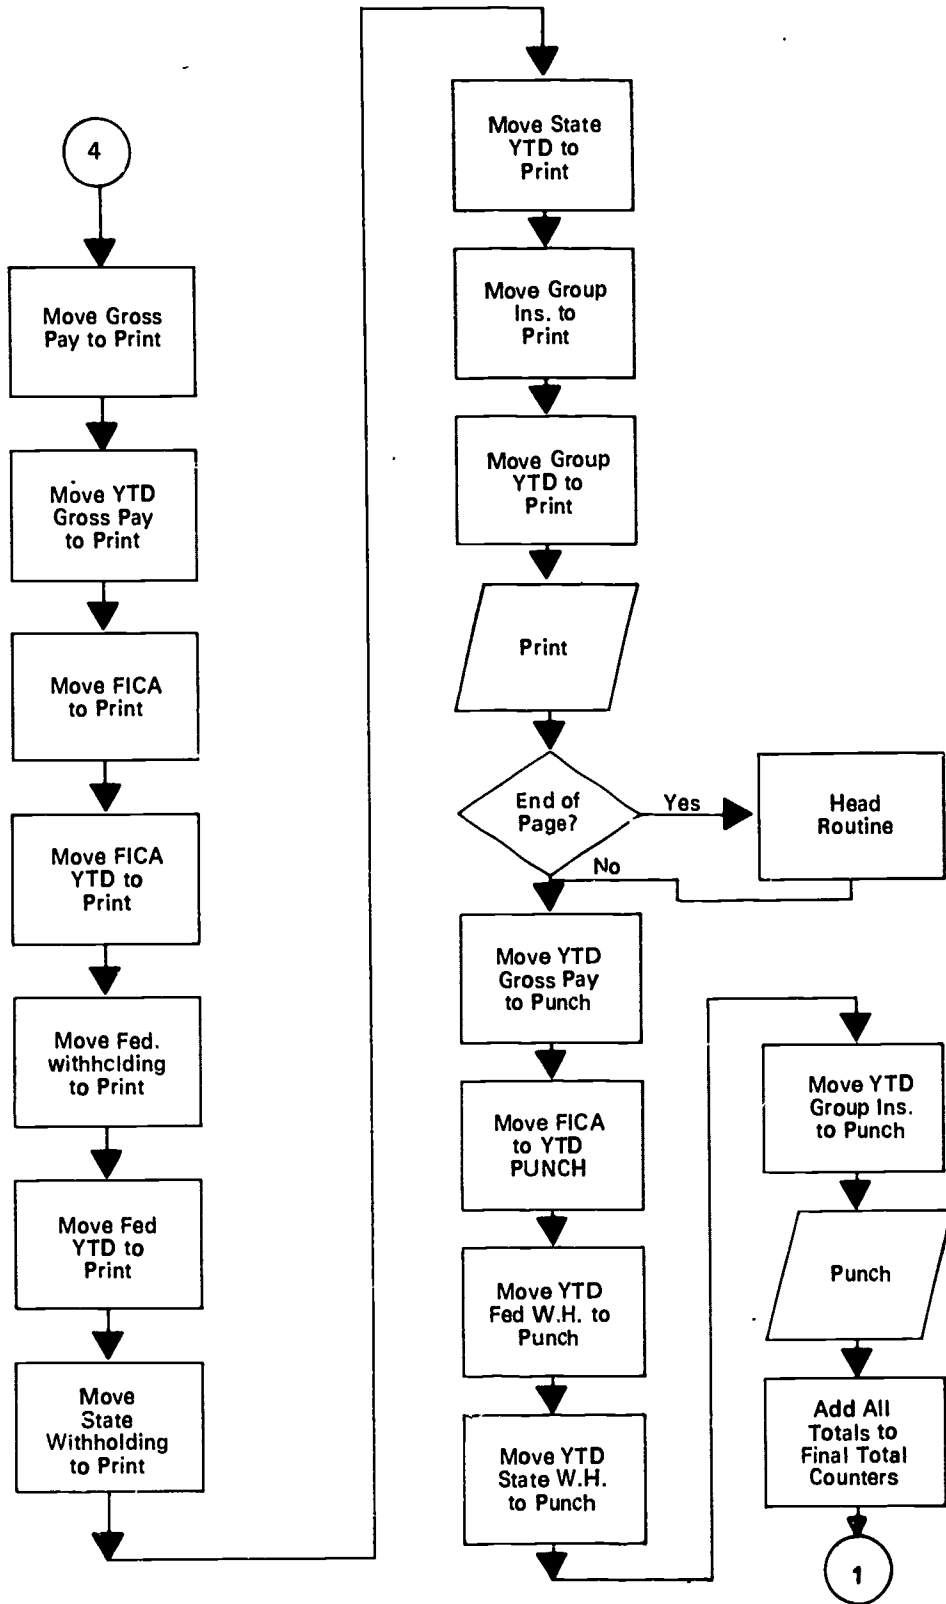 4
Move Gross
Pay to Print
Move YTD
Gross Pay
to Print
Move FICA
to Print
Move FICA
YTD to
Print
Move Fed.
withholding
to Print
Move Fed
YTD to
Print
Move
State
Withholding
to Print
Move State
YTD to
Print
Move Group
Ins. to
Print
Move Group
YTD to
Print
Print
End of
Page?
Yes
Head
Routine
No
Move YTD
Gross Pay
to Punch
Move FICA
to YTD
PUNCH
Move YTD
Fed W.H. to
Punch
Move YTD
State W.H.
to Punch
Move YTD
Group Ins.
to Punch
Punch
Add All
Totals to
Final Total
Counters
1